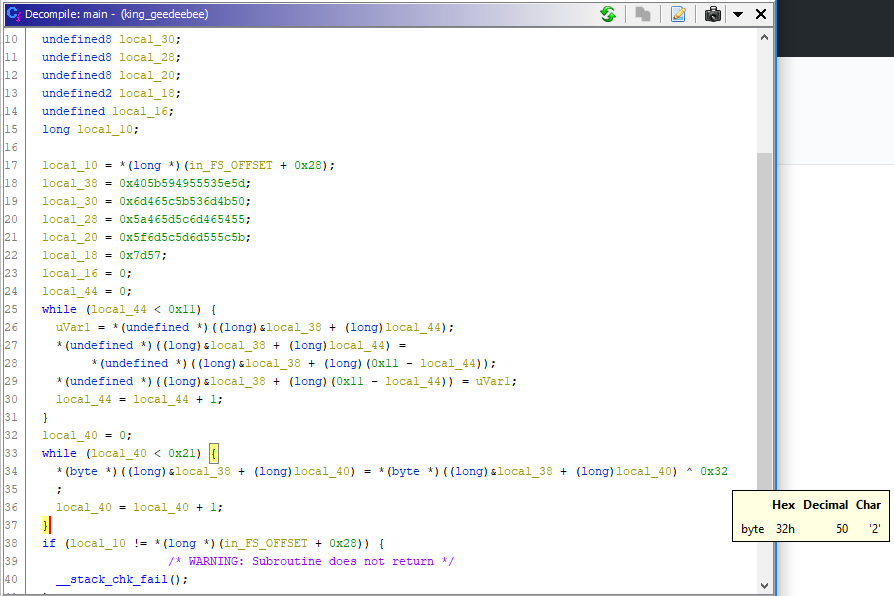 Decompile: main - (king_geedeebee)
10 undefined8 local_30;
11 undefined8 local_28;
12 undefined8 local_20;
13 undefined2 local_18;
14 undefined local_16;
15 long local_10;
16
17 local_10 = *(long *)(in_FS_OFFSET + 0x28);
18 local_38 = 0x405b594955535e5d;
19 local_30 = 0x6d465c5b536d4b50;
20 local_28 = 0x5a465d5c6d465455;
21 local_20 = 0x5f6d5c5d6d555c5b;
22 local_18 = 0x7d57;
23 local_16 = 0;
24 local_44 = 0;
25 while (local_44 < 0x11) {
26 uVar1 = *(undefined *)((long)&local_38 + (long)local_44);
27 *(undefined *)((long)&local_38 + (long)local_44) =
28 *(undefined *)((long)&local_38 + (long)(0x11 - local_44));
29 *(undefined *)((long)&local_38 + (long)(0x11 - local_44)) = uVar1;
30 local_44 = local_44 + 1;
31 }
32 local_40 = 0;
33 while (local_40 < 0x21) {
34 *(byte *)((long)&local_38 + (long)local_40) = *(byte *)((long)&local_38 + (long)local_40) ^ 0x32
35 ;
36 local_40 = local_40 + 1;
37 }
38 if (local_10 != *(long *)(in_FS_OFFSET + 0x28)) {
39 /* WARNING: Subroutine does not return */
40 __stack_chk_fail();
Hex Decimal Char
byte 32h 50 '2'